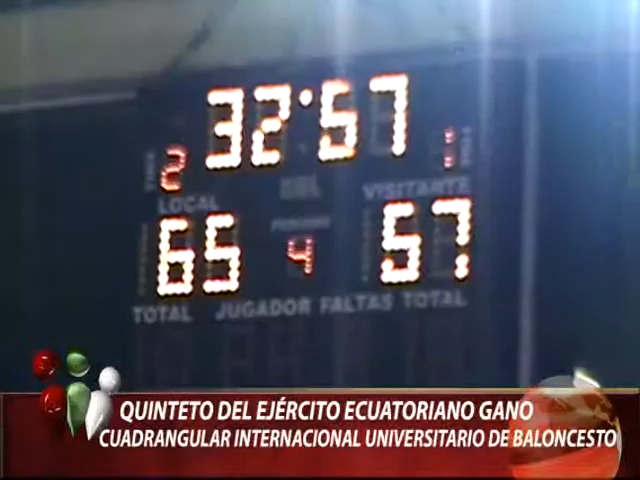 32:57
2 1
LOCAL VISITANTE
65 4 57
TOTAL JUGADOR FALTAS TOTAL
QUINTETO DEL EJÉRCITO ECUATORIANO GANO
CUADRANGULAR INTERNACIONAL UNIVERSITARIO DE BALONCESTO